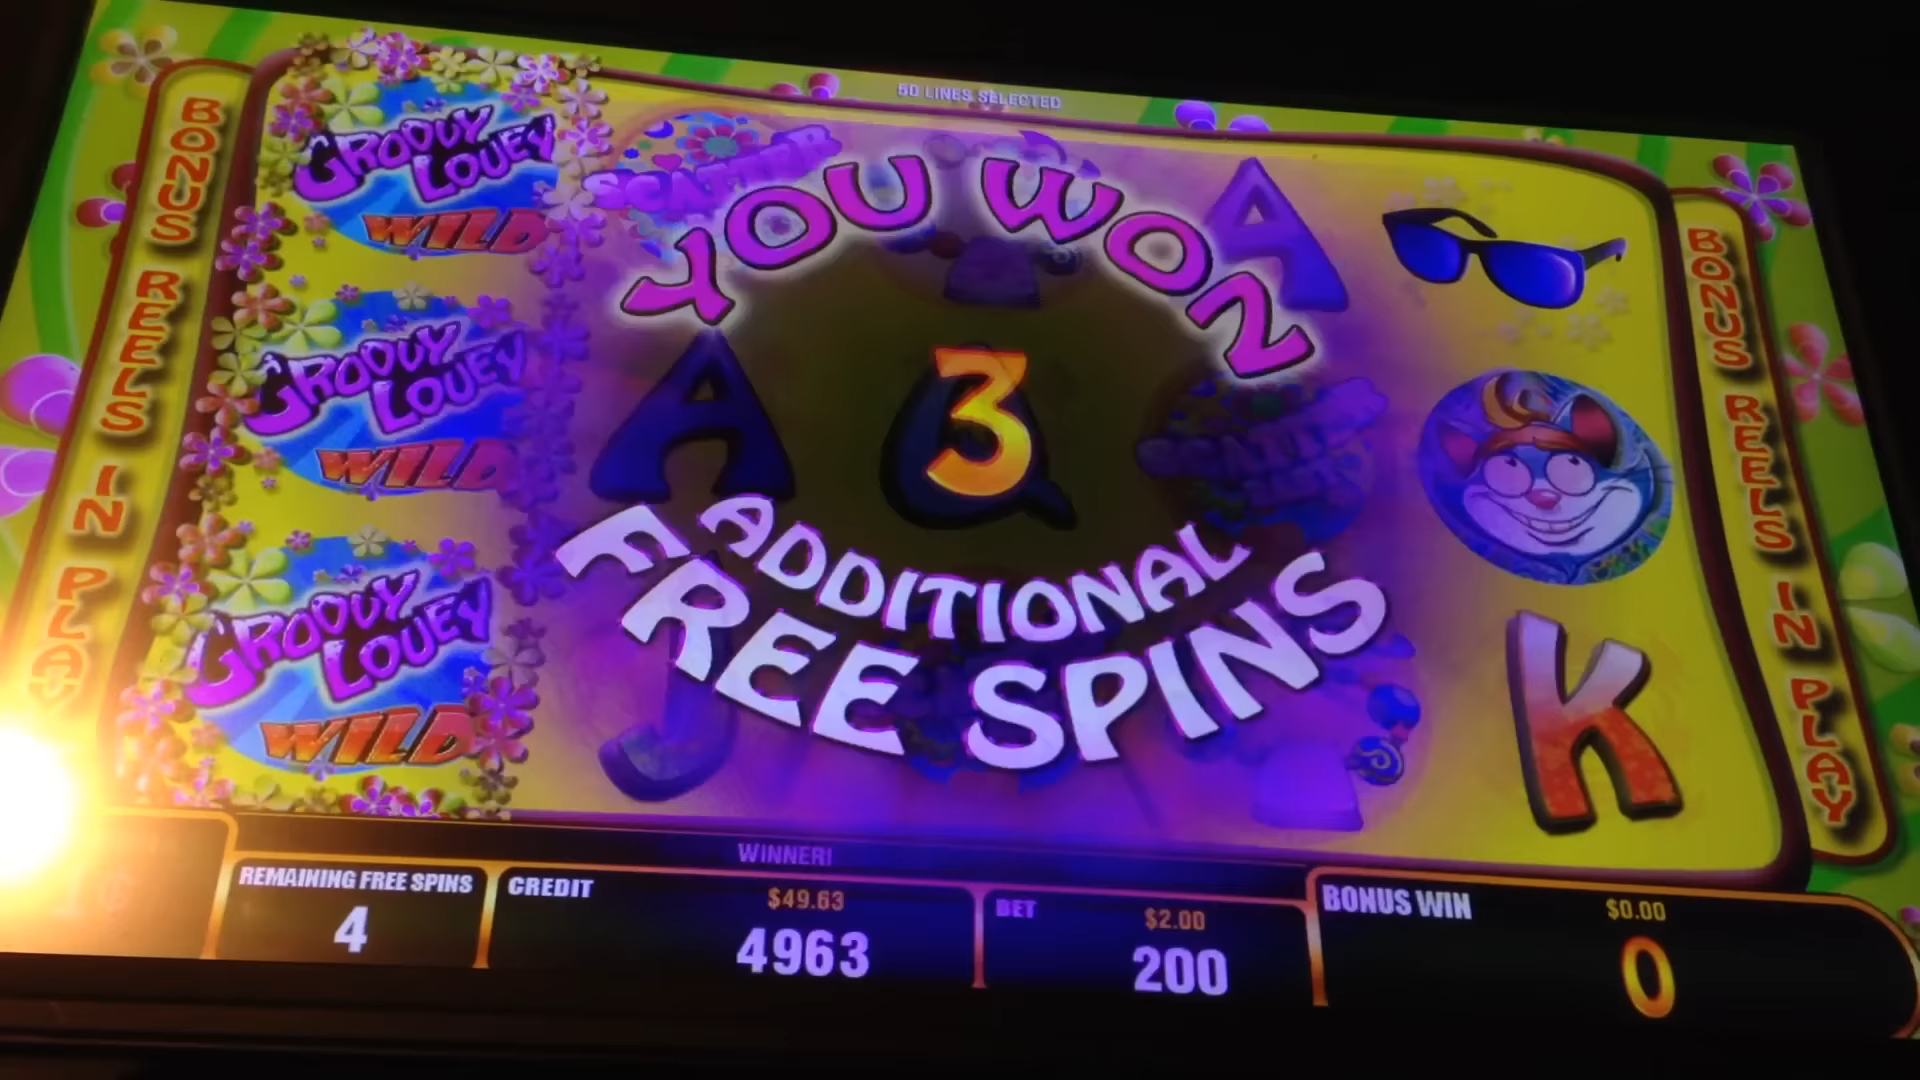 50 LINES SELECTED
BONUS REELS IN PLAY
GROOVY
LOUEY
WILD
GROOVY
LOUEY
WILD
GROOVY
LOUEY
WILD
SCATTER
A
YOU WON
3
ADDITIONAL
FREE SPINS
A
Q
J
K
BONUS REELS IN PLAY
WINNER!
REMAINING FREE SPINS
4
CREDIT
$49.63
4963
BET
$2.00
200
BONUS WIN
$0.00
0